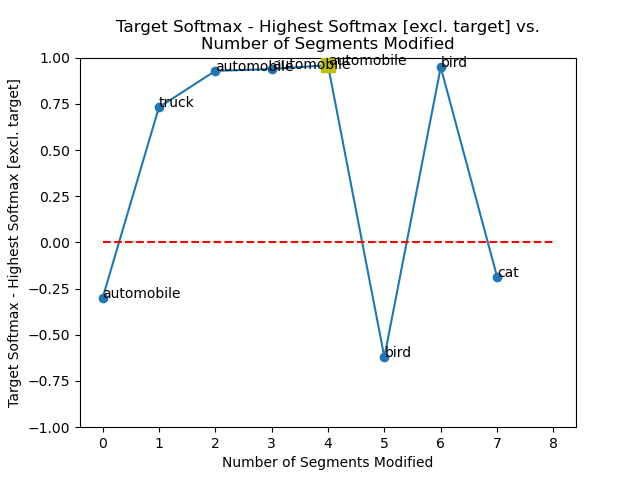 Target Softmax - Highest Softmax [excl. target] vs.
Number of Segments Modified
Target Softmax - Highest Softmax [excl. target]
1.00
0.75
0.50
0.25
0.00
−0.25
−0.50
−0.75
−1.00
automobile
truck
automobile
automobile
automobile
bird
bird
cat
0 1 2 3 4 5 6 7 8
Number of Segments Modified